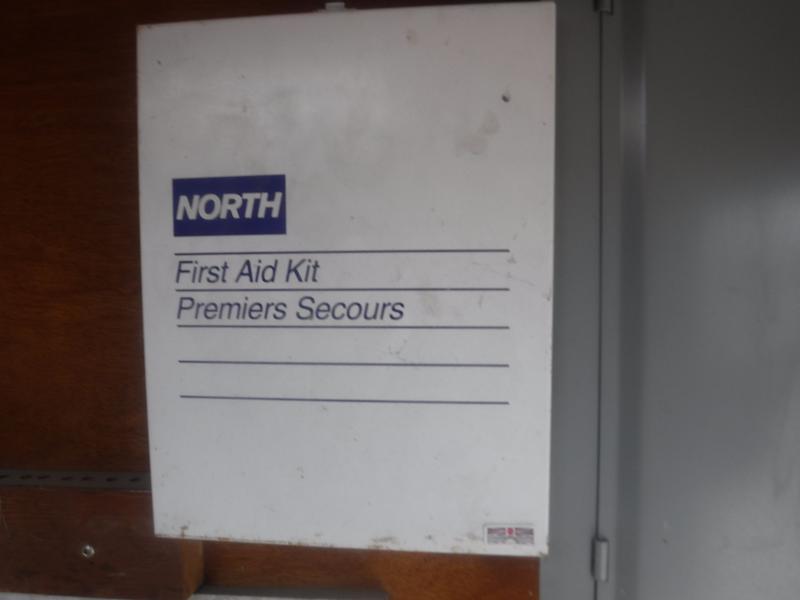 NORTH
First Aid Kit
Premiers Secours